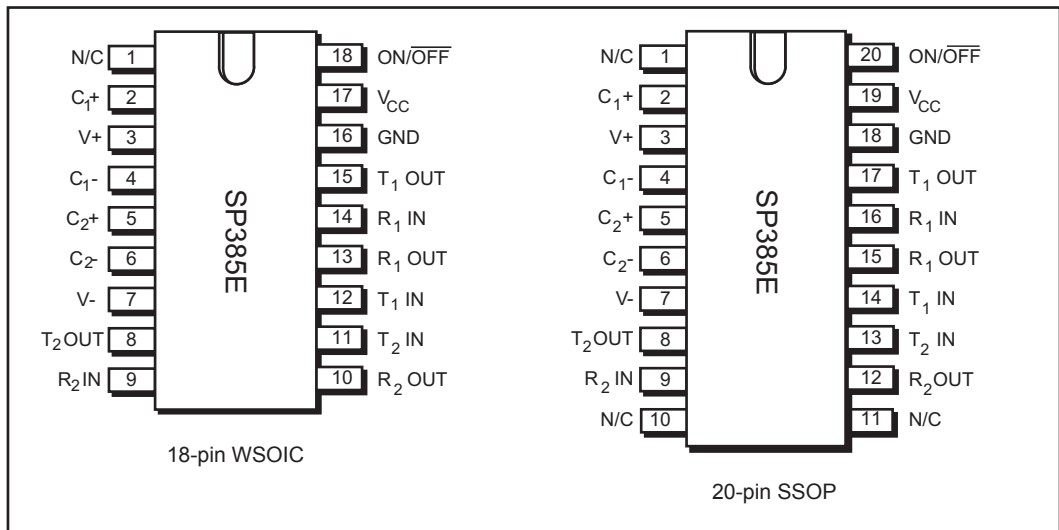 N/C 1
C1+ 2
V+ 3
C1- 4
C2+ 5
C2- 6
V- 7
T2OUT 8
R2IN 9
SP385E
18 ON/OFF
17 VCC
16 GND
15 T1 OUT
14 R1 IN
13 R1 OUT
12 T1 IN
11 T2 IN
10 R2 OUT
18-pin WSOIC
N/C 1
C1+ 2
V+ 3
C1- 4
C2+ 5
C2- 6
V- 7
T2OUT 8
R2 IN 9
N/C 10
SP385E
20 ON/OFF
19 VCC
18 GND
17 T1 OUT
16 R1 IN
15 R1 OUT
14 T1 IN
13 T2 IN
12 R2OUT
11 N/C
20-pin SSOP